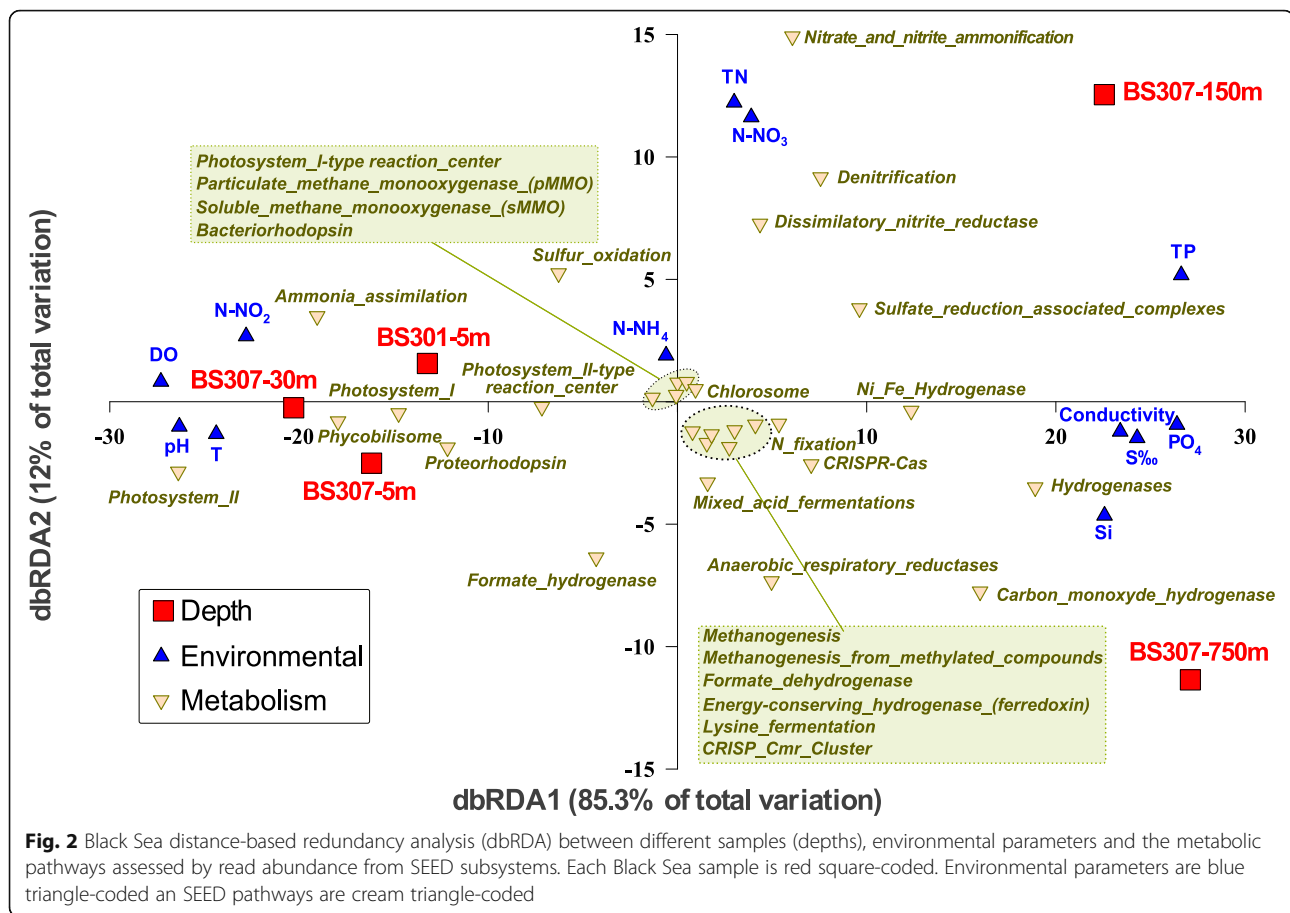 15
Nitrate_and_nitrite_ammonification
TN
BS307-150m
N-NO₃
Photosystem_I-type reaction_center
Particulate_methane_monooxygenase_(pMMO)
Soluble_methane_monooxygenase_(sMMO)
Bacteriorhodopsin
10
Denitrification
Dissimilatory_nitrite_reductase
Sulfur_oxidation
TP
5
Ammonia_assimilation
N-NO₂
Sulfate_reduction_associated_complexes
BS301-5m
N-NH₄
DO
BS307-30m
Photosystem_II-type
reaction_center
Photosystem_I
Chlorosome
Ni_Fe_Hydrogenase
-30
-20
-10
10
20
30
pH
T
Phycobilisome
Conductivity
PO₄
S‰
N_fixation
Proteorhodopsin
CRISPR-Cas
Photosystem_II
BS307-5m
Mixed_acid_fermentations
Hydrogenases
-5
Si
Formate_hydrogenase
Anaerobic_respiratory_reductases
Carbon_monoxyde_hydrogenase
Depth
Environmental
Metabolism
-10
Methanogenesis
Methanogenesis_from_methylated_compounds
Formate_dehydrogenase
Energy-conserving_hydrogenase_(ferredoxin)
Lysine_fermentation
CRISP_Cmr_Cluster
BS307-750m
-15
dbRDA2 (12% of total variation)
dbRDA1 (85.3% of total variation)
Fig. 2 Black Sea distance-based redundancy analysis (dbRDA) between different samples (depths), environmental parameters and the metabolic
pathways assessed by read abundance from SEED subsystems. Each Black Sea sample is red square-coded. Environmental parameters are blue
triangle-coded an SEED pathways are cream triangle-coded